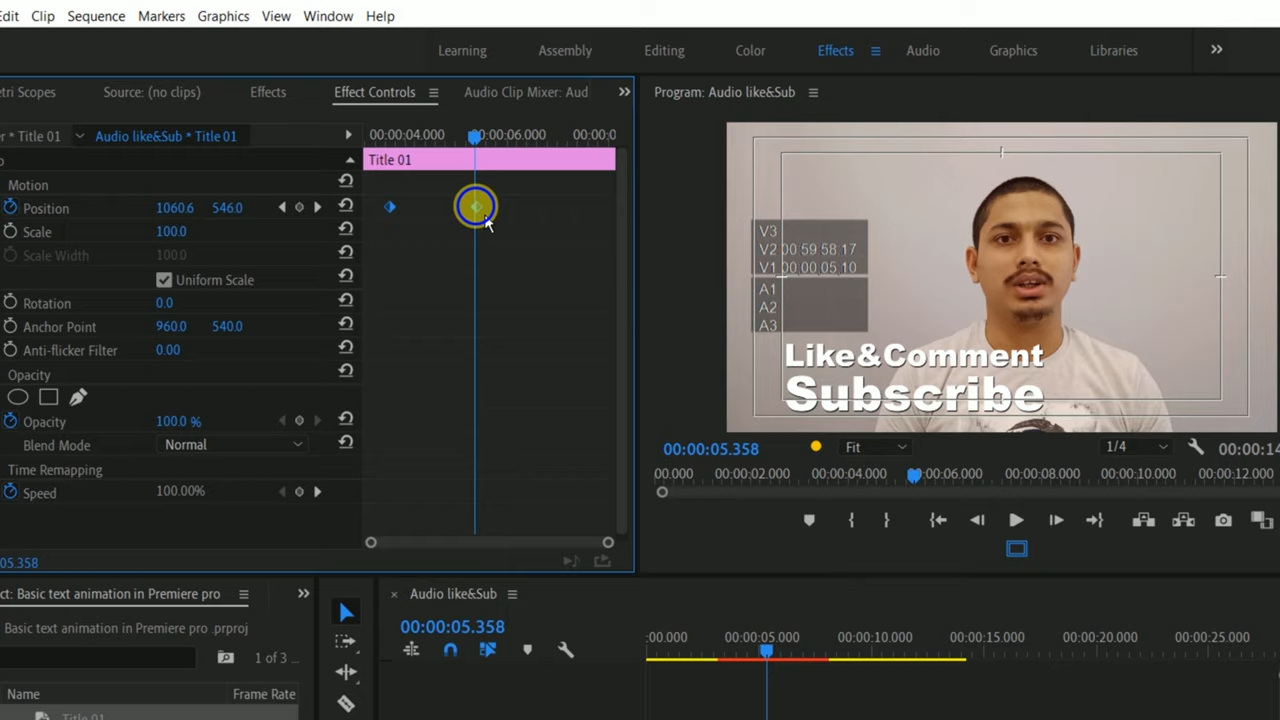 Edit Clip Sequence Markers Graphics View Window Help
Learning Assembly Editing Color Effects Audio Graphics Libraries
tri Scopes Source: (no clips) Effects Effect Controls Audio Clip Mixer: Aud
Program: Audio like&Sub
r * Title 01 Audio like&Sub * Title 01
00:00:04.000 00:00:06.000 00:00:0
Title 01
Motion
Position 1060.6 546.0
Scale 100.0
Scale Width 100.0
Uniform Scale
Rotation 0.0
Anchor Point 960.0 540.0
Anti-flicker Filter 0.00
Opacity
Opacity 100.0 %
Blend Mode Normal
Time Remapping
Speed 100.00%
05.358
V3
V2 00 59 58 17
V1 00 00 05 10
A1
A2
A3
Like&Comment
Subscribe
00:00:05.358 Fit 1/4 00:00:14
00.000 00:00:02.000 00:00:04.000 00:00:06.000 00:00:08.000 00:00:10.000 00:00:12.000
ct: Basic text animation in Premiere pro
Basic text animation in Premiere pro .prproj
1 of 3 ...
Name Frame Rate
Title 01
Audio like&Sub
00:00:05.358
:00.000 00:00:05.000 00:00:10.000 00:00:15.000 00:00:20.000 00:00:25.000